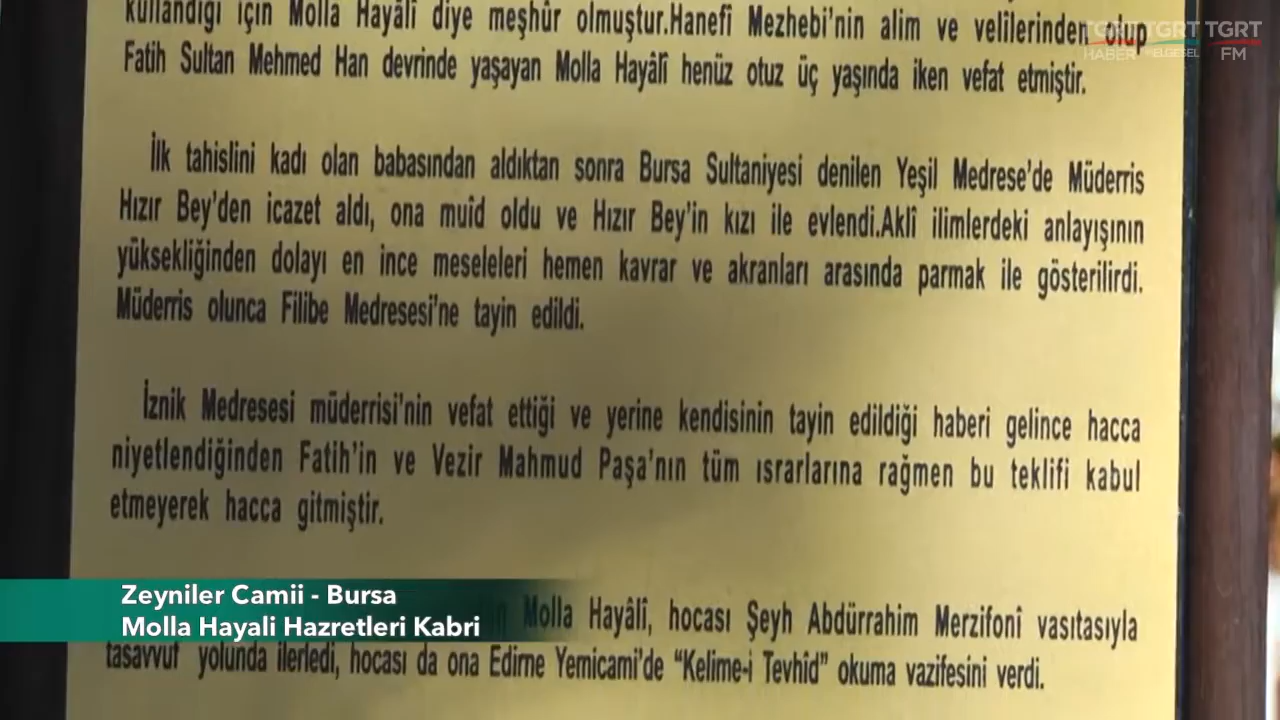 kullandığı için Molla Hayâlî diye meşhûr olmuştur.Hanefî Mezhebi'nin alim ve velîlerinden olup
Fatih Sultan Mehmed Han devrinde yaşayan Molla Hayâlî henüz otuz üç yaşında iken vefat etmiştir.
TGRT HABER
TGRT BELGESEL
TGRT FM
İlk tahislini kadı olan babasından aldıktan sonra Bursa Sultaniyesi denilen Yeşil Medrese'de Müderris
Hızır Bey'den icazet aldı, ona muîd oldu ve Hızır Bey'in kızı ile evlendi.Aklî ilimlerdeki anlayışının
yüksekliğinden dolayı en ince meseleleri hemen kavrar ve akranları arasında parmak ile gösterilirdi.
Müderris olunca Filibe Medresesi'ne tayin edildi.
İznik Medresesi müderrisi'nin vefat ettiği ve yerine kendisinin tayin edildiği haberi gelince hacca
niyetlendiğinden Fatih'in ve Vezir Mahmud Paşa'nın tüm ısrarlarına rağmen bu teklifi kabul
etmeyerek hacca gitmiştir.
Zeyniler Camii - Bursa
Molla Hayali Hazretleri Kabri
Molla Hayâlî, hocası Şeyh Abdürrahim Merzifonî vasıtasıyla
tasavvuf yolunda ilerledi, hocası da ona Edirne Yemicami'de “Kelime-i Tevhîd” okuma vazifesini verdi.